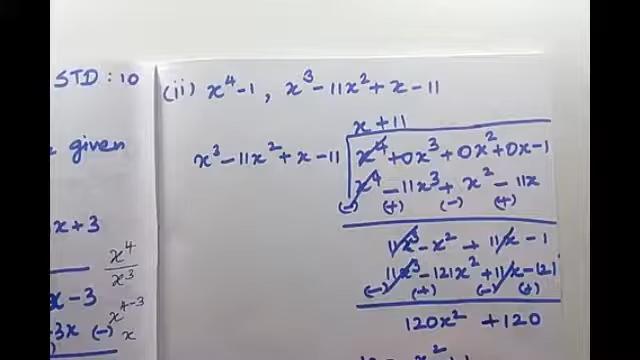 STD : 10
given
x + 3
x^4
x^3
x - 3
x^4-3
3x (-)
x
(ii) x^4 - 1 , x^3 - 11x^2 + x - 11
x + 11
x^3 - 11x^2 + x - 11 | x^4 + 0x^3 + 0x^2 + 0x - 1
x^4 - 11x^3 + x^2 - 11x
(-) (+) (-) (+)
11x^3 - x^2 + 11x - 1
11x^3 - 121x^2 + 11x - 121
(-) (+) (-) (+)
120x^2 + 120